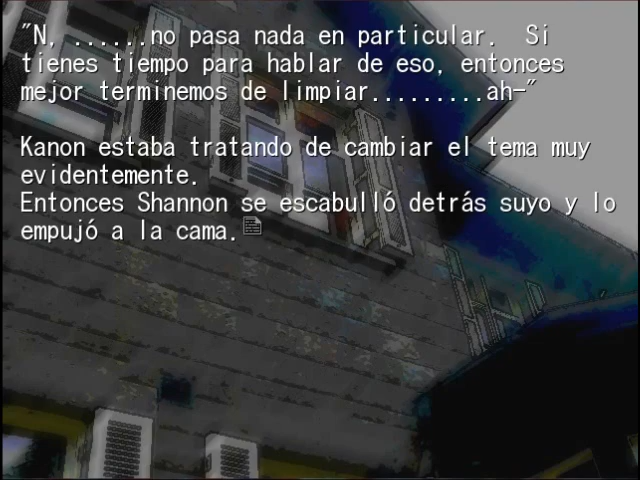 "N, ......no pasa nada en particular.  Si
tienes tiempo para hablar de eso, entonces
mejor terminemos de limpiar.........ah-"
Kanon estaba tratando de cambiar el tema muy
evidentemente.
Entonces Shannon se escabulló detrás suyo y lo
empujó a la cama.